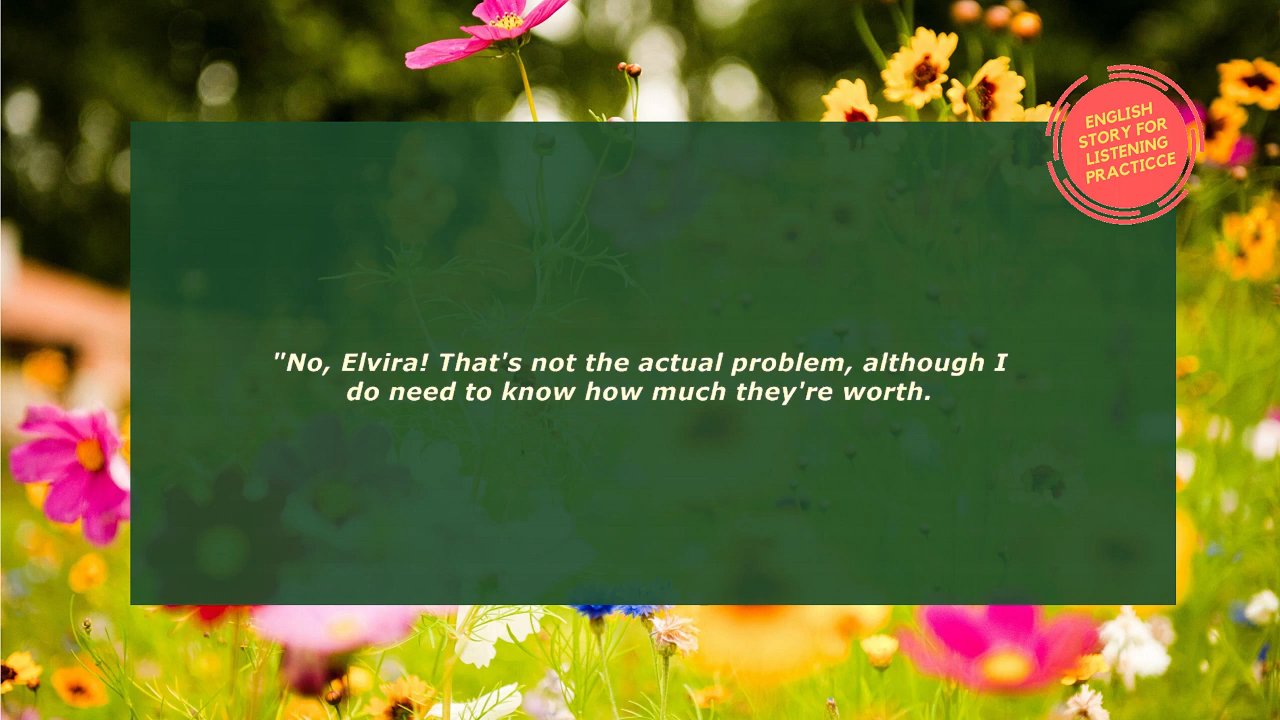 ENGLISH
STORY FOR
LISTENING
PRACTICCE
"No, Elvira! That's not the actual problem, although I
do need to know how much they're worth.